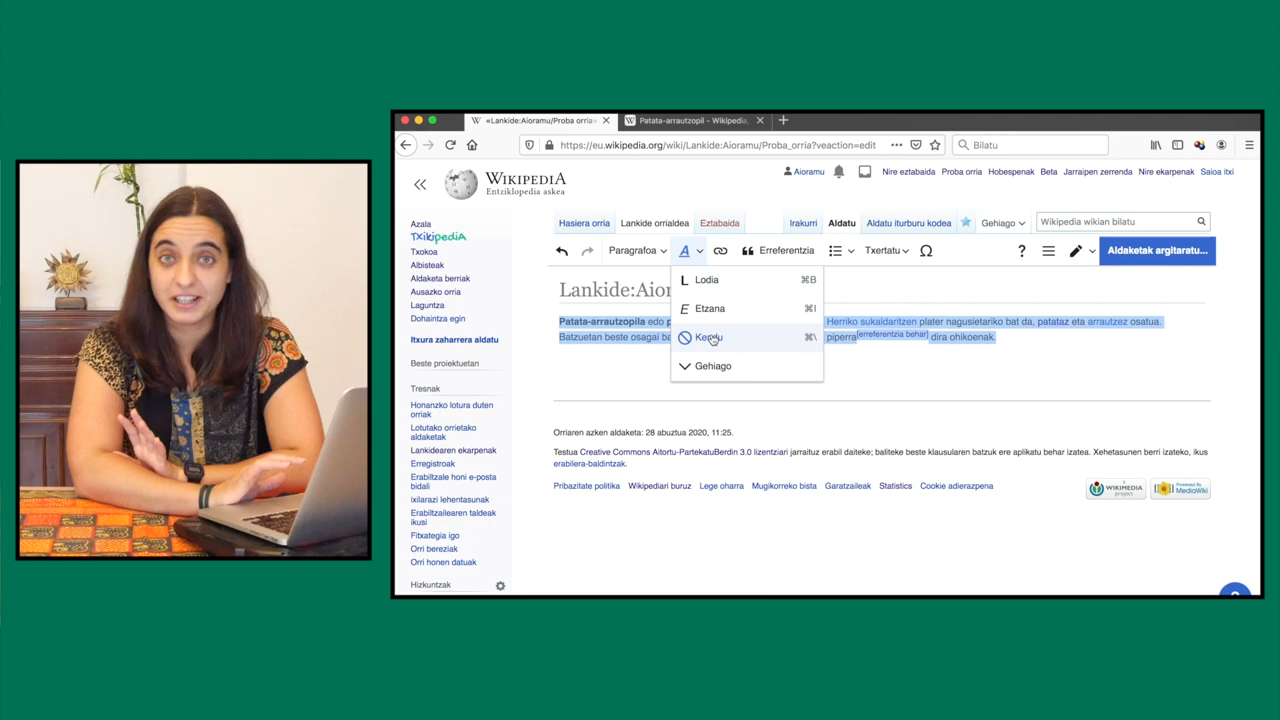 «Lankide:Aioramu/Proba orria»
Patata-arrautzopil - Wikipedia,
https://eu.wikipedia.org/wiki/Lankide:Aioramu/Proba_orria?veaction=edit
Bilatu
WIKIPEDIA
Entziklopedia askea
Aioramu
Nire eztabaida
Proba orria
Hobespenak
Beta
Jarraipen zerrenda
Nire ekarpenak
Saioa itxi
Hasiera orria
Lankide orrialdea
Eztabaida
Irakurri
Aldatu
Aldatu iturburu kodea
Gehiago
Wikipedia wikian bilatu
Paragrafoa
A
Erreferentzia
Txertatu
Ω
?
Aldaketak argitaratu...
L Lodia ⌘B
E Etzana ⌘I
⌘\
Gehiago
Lankide:Aior
Patata-arrautzopila edo
Herriko sukaldaritzen plater nagusietariko bat da, patataz eta arrautzez osatua.
Batzuetan beste osagai
piperra[erreferentzia behar] dira ohikoenak.
Orriaren azken aldaketa: 28 abuztua 2020, 11:25.
Testua Creative Commons Aitortu-PartekatuBerdin 3.0 lizentziari jarraituz erabil daiteke; baliteke beste klausularen batzuk ere aplikatu behar izatea. Xehetasunen berri izateko, ikus
erabilera-baldintzak.
Pribazitate politika
Wikipediari buruz
Lege oharra
Mugikorreko bista
Garatzaileak
Statistics
Cookie adierazpena
A
WIKIMEDIA
project
Powered By
MediaWiki
Azala
TXikipediA
Txokoa
Albisteak
Aldaketa berriak
Ausazko orria
Laguntza
Dohaintza egin
Itxura zaharrera aldatu
Beste proiektuetan
Tresnak
Honanzko lotura duten
orriak
Lotutako orrietako
aldaketak
Lankidearen ekarpenak
Erregistroak
Erabiltzaile honi e-posta
bidali
ixilarazi lehentasunak
Erabiltzailearen taldeak
ikusi
Fitxategia igo
Orri bereziak
Orri honen datuak
Hizkuntzak